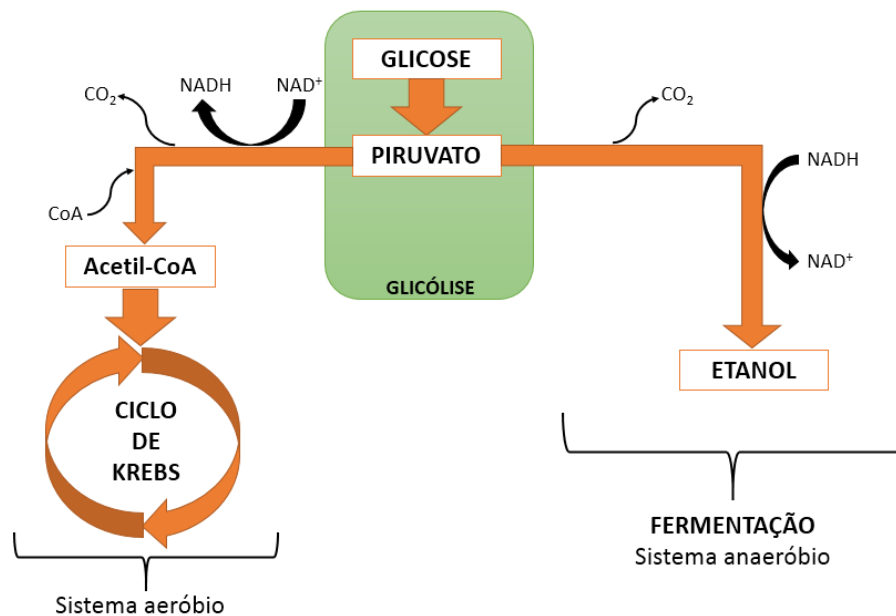 GLICOSE
NADH
NAD⁺
CO₂
CO₂
PIRUVATO
NADH
CoA
Acetil-CoA
NAD⁺
GLICÓLISE
ETANOL
CICLO
DE
KREBS
FERMENTAÇÃO
Sistema anaeróbio
Sistema aeróbio